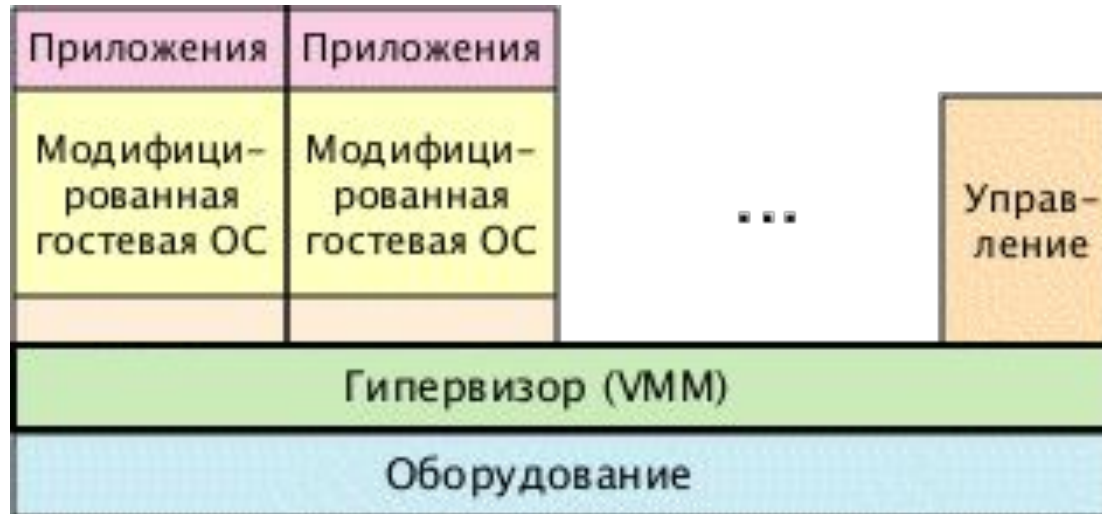 Приложения
Приложения
Модифици-
рованная
гостевая ОС
Модифици-
рованная
гостевая ОС
...
Управ-
ление
Гипервизор (VMM)
Оборудование